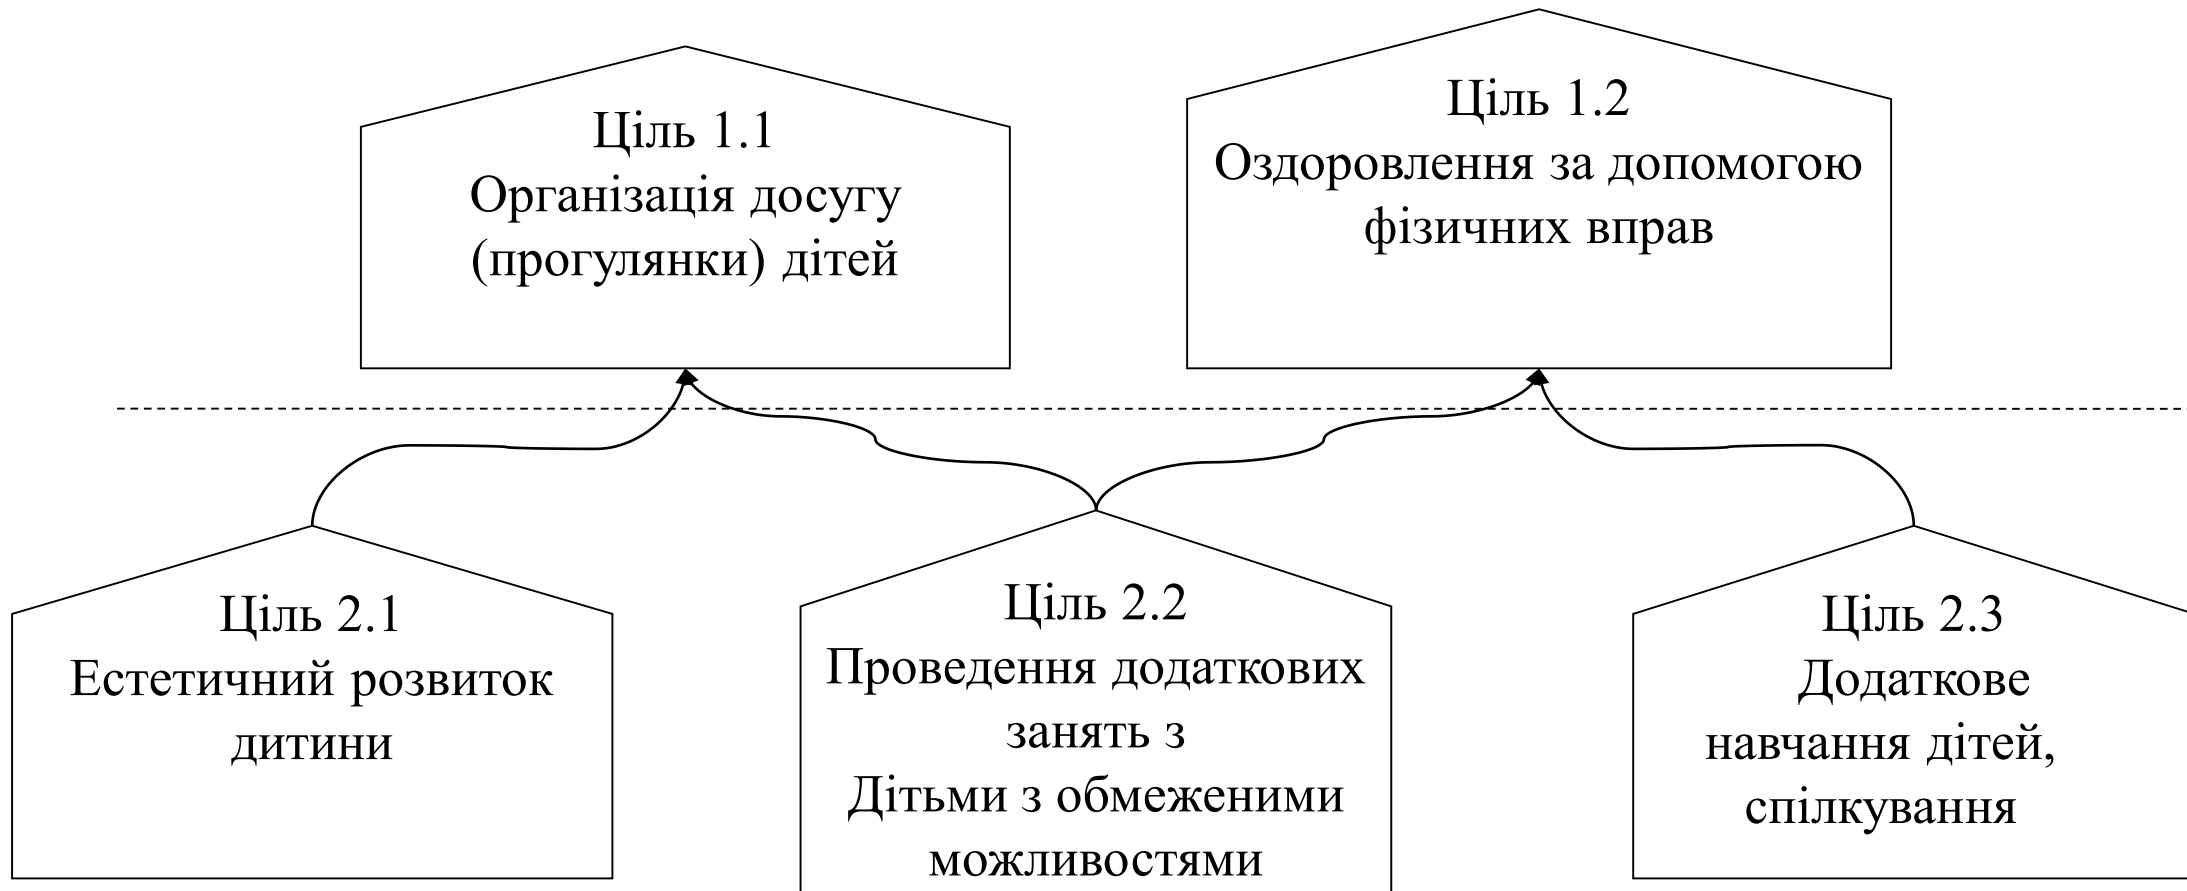 Ціль 1.1
Організація досугу
(прогулянки) дітей
Ціль 1.2
Оздоровлення за допомогою
фізичних вправ
Ціль 2.1
Естетичний розвиток
дитини
Ціль 2.2
Проведення додаткових
занять з
Дітьми з обмеженими
можливостями
Ціль 2.3
Додаткове
навчання дітей,
спілкування